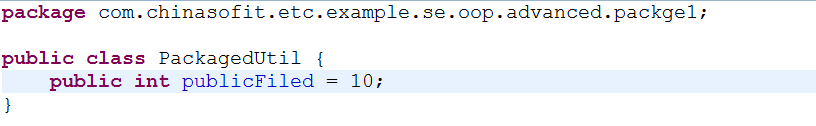 package com.chinasofit.etc.example.se.oop.advanced.packge1;
public class PackagedUtil {
public int publicFiled = 10;
}